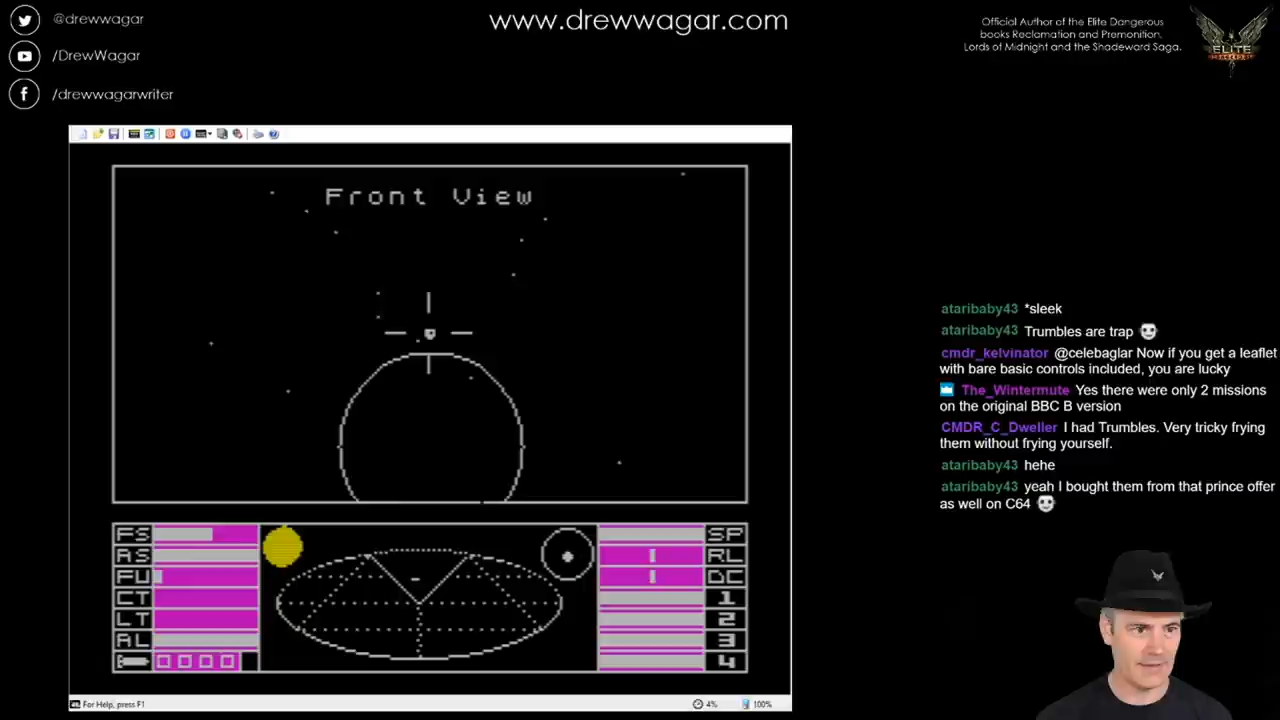 @drewwagar
/DrewWagar
/drewwagarwriter
www.drewwagar.com
Official Author of the Elite Dangerous
books Reclamation and Premonition,
Lords of Midnight and the Shadeward Saga.
ELITE
DANGEROUS
Front View
FS
AS
FU
CT
LT
AL
SP
RL
DC
1
2
3
4
For Help, press F1
4%
100%
ataribaby43 *sleek
ataribaby43 Trumbles are trap
cmdr_kelvinator @celebaglar Now if you get a leaflet
with bare basic controls included, you are lucky
The_Wintermute Yes there were only 2 missions
on the original BBC B version
CMDR_C_Dweller I had Trumbles. Very tricky frying
them without frying yourself.
ataribaby43 hehe
ataribaby43 yeah I bought them from that prince offer
as well on C64